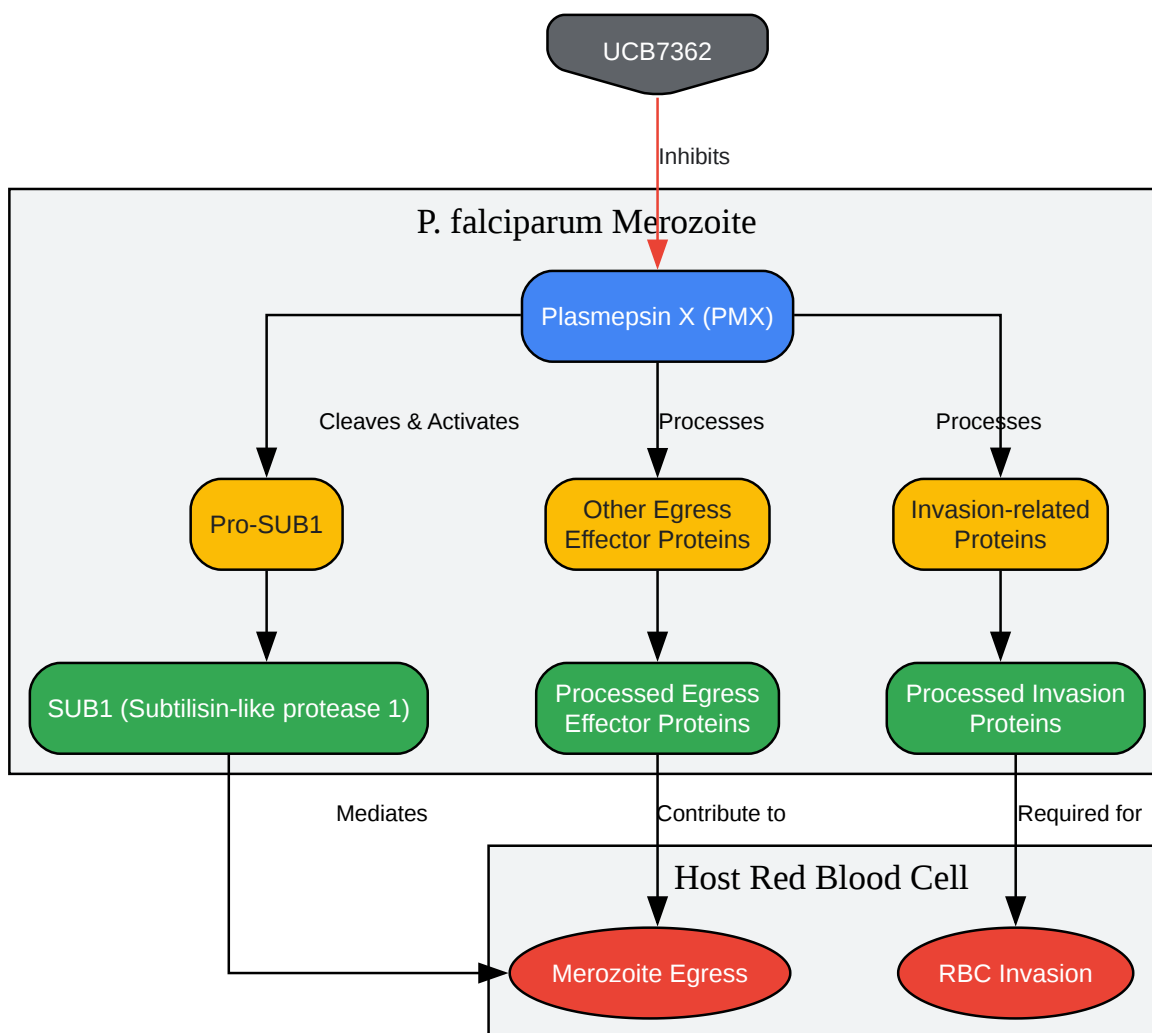 UCB7362
Inhibits
P. falciparum Merozoite
Plasmepsin X (PMX)
Cleaves & Activates
Processes
Processes
Pro-SUB1
Other Egress
Effector Proteins
Invasion-related
Proteins
SUB1 (Subtilisin-like protease 1)
Processed Egress
Effector Proteins
Processed Invasion
Proteins
Mediates
Contribute to
Required for
Host Red Blood Cell
Merozoite Egress
RBC Invasion